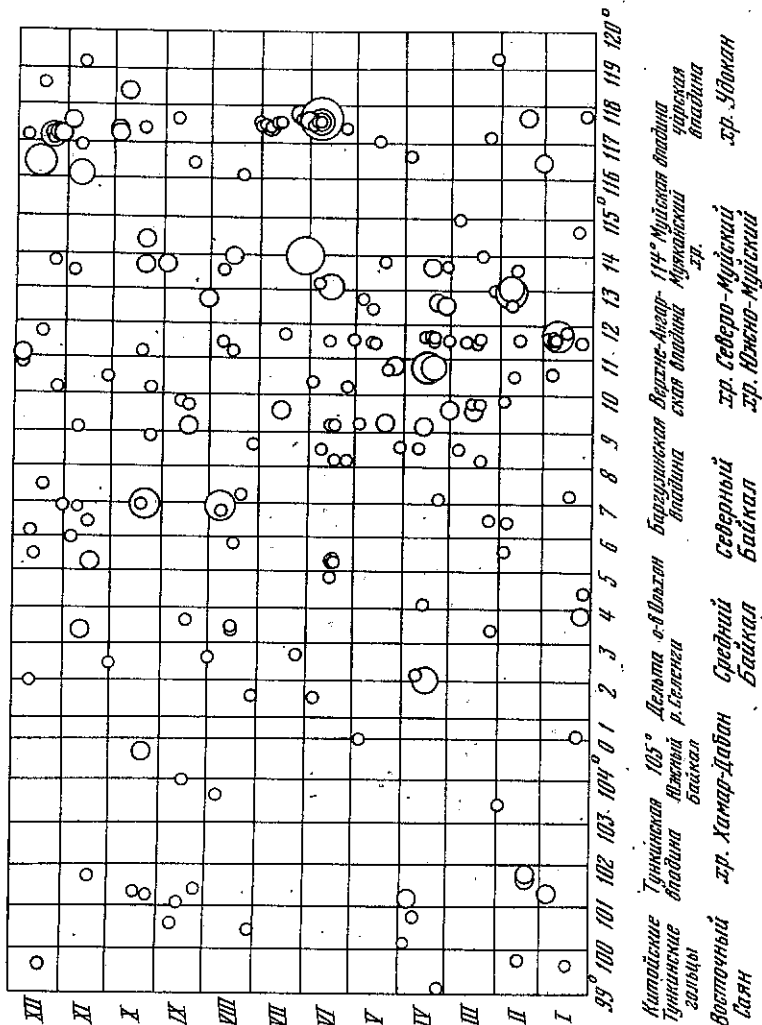 XII
XI
X
IX
VIII
VII
VI
V
IV
III
II
I
99° 100 101 102 103 104° 0 1 2 3 4 5 6 7 8 9 10 11 12 13 14 115° 116 117 118 119 120°
Китойские
Тункинские
гольцы
Тункинская
впадина
105°
Южный
Байкал
Дельта
р. Селенги
о-в Ольхон
Баргузинская
впадина
Верхне-Ангар-
ская впадина
114° Муйская впадина
Муяканский
хр.
Чарская
впадина
Восточный
Саян
хр. Хамар-Дабан
Средний
Байкал
Северный
Байкал
хр. Северо-Муйский
хр. Южно-Муйский
хр. Удокан